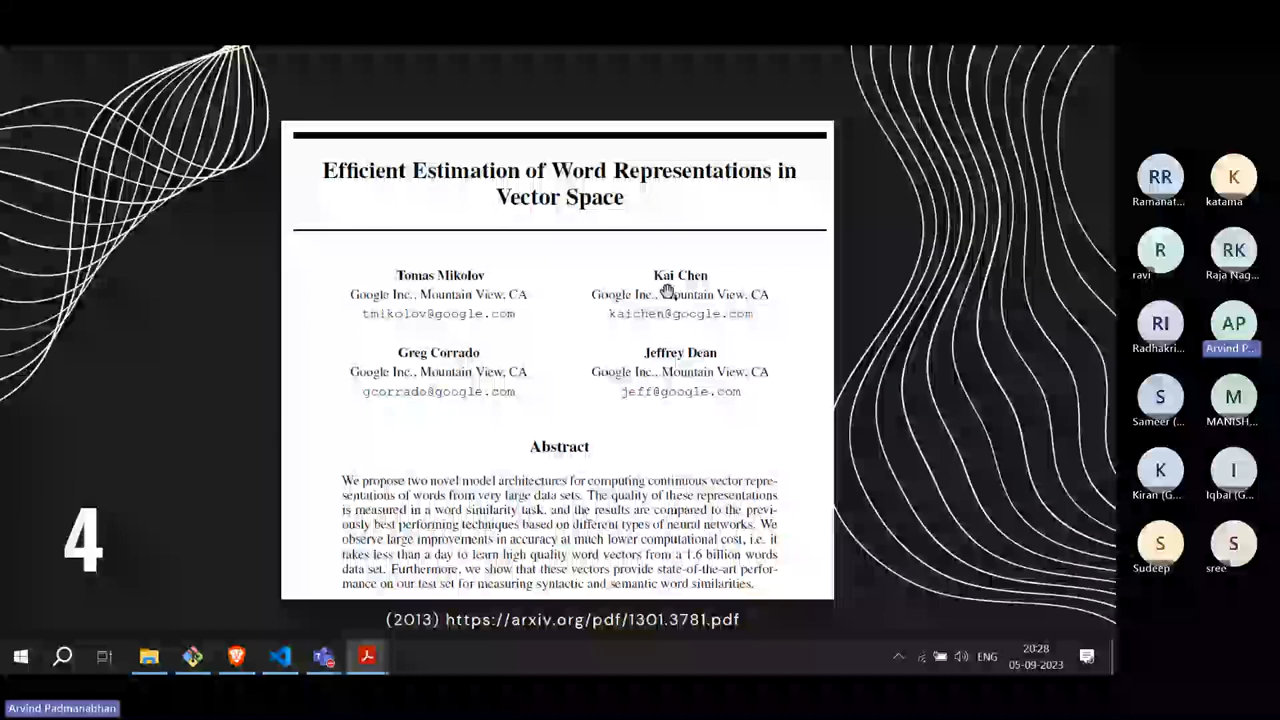 Efficient Estimation of Word Representations in
Vector Space
Tomas Mikolov
Google Inc., Mountain View, CA
tmikolov@google.com
Kai Chen
Google Inc., Mountain View, CA
kaichen@google.com
Greg Corrado
Google Inc., Mountain View, CA
gcorrado@google.com
Jeffrey Dean
Google Inc., Mountain View, CA
jeff@google.com
Abstract
We propose two novel model architectures for computing continuous vector repre-
sentations of words from very large data sets. The quality of these representations
is measured in a word similarity task, and the results are compared to the previ-
ously best performing techniques based on different types of neural networks. We
observe large improvements in accuracy at much lower computational cost, i.e. it
takes less than a day to learn high quality word vectors from a 1.6 billion words
data set. Furthermore, we show that these vectors provide state-of-the-art perfor-
mance on our test set for measuring syntactic and semantic word similarities.
4
(2013) https://arxiv.org/pdf/1301.3781.pdf
RR
Ramanat...
K
katama
R
ravi
RK
Raja Nag...
RI
Radhakri...
AP
Arvind P...
S
Sameer (...
M
MANISH...
K
Kiran (G...
I
Iqbal (G...
S
Sudeep
S
sree
ENG
20:28
05-09-2023
Arvind Padmanabhan